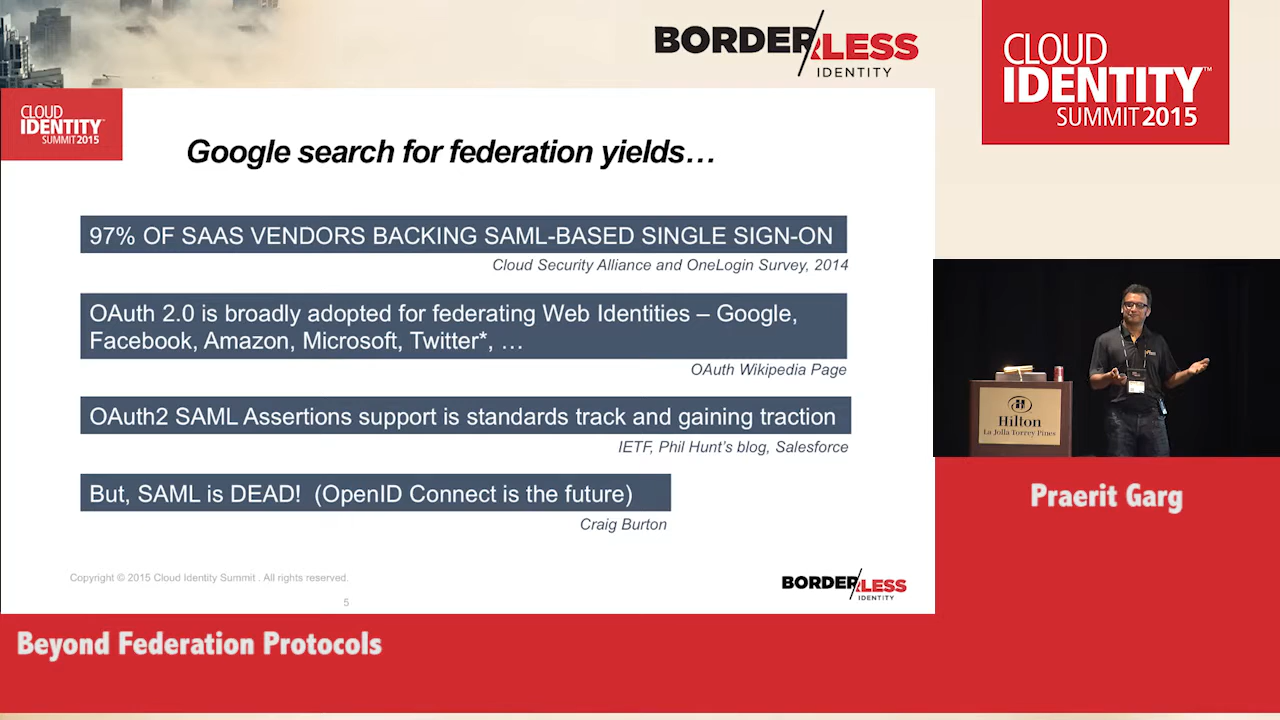 BORDERLESS
IDENTITY
CLOUD
IDENTITY™
SUMMIT 2015
CLOUD
IDENTITY™
SUMMIT 2015
Google search for federation yields…
97% OF SAAS VENDORS BACKING SAML-BASED SINGLE SIGN-ON
Cloud Security Alliance and OneLogin Survey, 2014
OAuth 2.0 is broadly adopted for federating Web Identities – Google,
Facebook, Amazon, Microsoft, Twitter*, …
OAuth Wikipedia Page
OAuth2 SAML Assertions support is standards track and gaining traction
IETF, Phil Hunt's blog, Salesforce
But, SAML is DEAD! (OpenID Connect is the future)
Craig Burton
Copyright © 2015 Cloud Identity Summit . All rights reserved.
5
BORDERLESS
IDENTITY
Hilton
La Jolla Torrey Pines
Praerit Garg
Beyond Federation Protocols